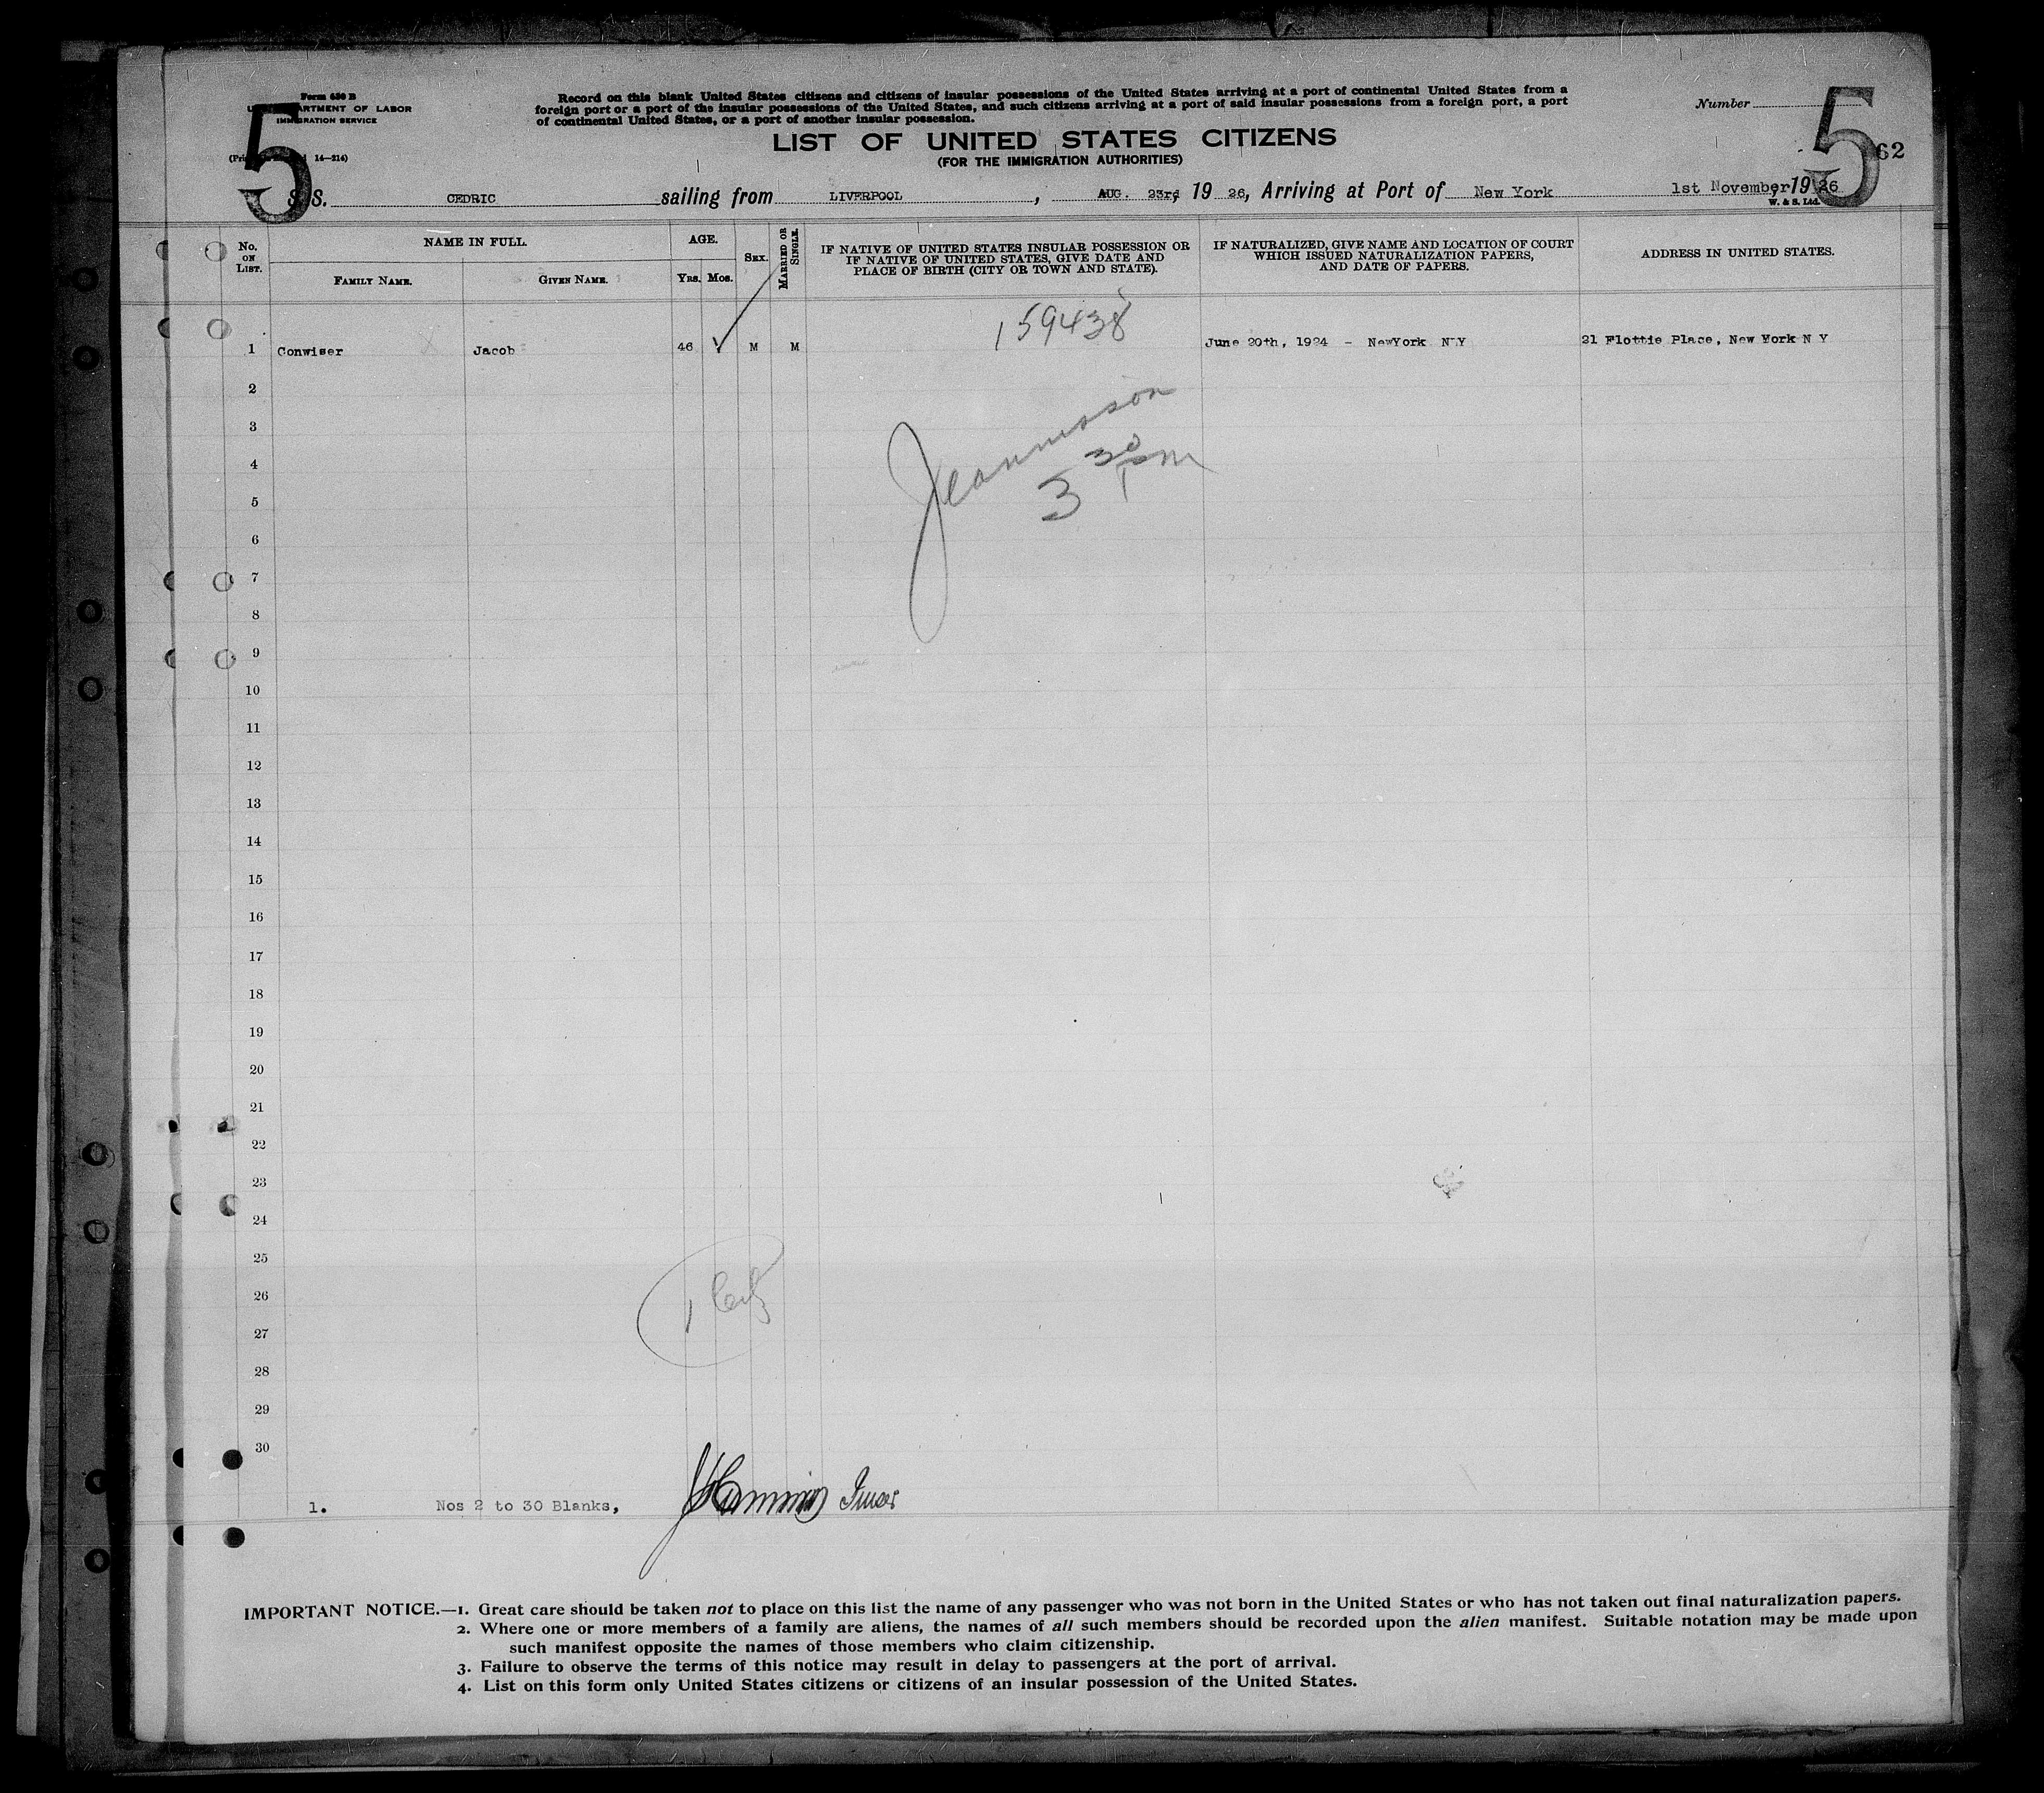 Form 630 B
U.S. DEPARTMENT OF LABOR
IMMIGRATION SERVICE
14—214)
5
Record on this blank United States citizens and citizens of insular possessions of the United States arriving at a port of continental United States from a
foreign port or a port of the insular possessions of the United States, and such citizens arriving at a port of said insular possessions from a foreign port, a port
of continental United States, or a port of another insular possession.
Number
5
62
LIST OF UNITED STATES CITIZENS
(FOR THE IMMIGRATION AUTHORITIES)
S.S. CEDRIC sailing from LIVERPOOL, AUG. 23rd, 1926, Arriving at Port of New York 1st November, 1926
W. & S. Ltd.
No. ON LIST.
NAME IN FULL.
FAMILY NAME.
GIVEN NAME.
AGE.
YRS. MOS.
SEX.
MARRIED OR SINGLE.
IF NATIVE OF UNITED STATES INSULAR POSSESSION OR
IF NATIVE OF UNITED STATES, GIVE DATE AND
PLACE OF BIRTH (CITY OR TOWN AND STATE).
IF NATURALIZED, GIVE NAME AND LOCATION OF COURT
WHICH ISSUED NATURALIZATION PAPERS,
AND DATE OF PAPERS.
ADDRESS IN UNITED STATES.
159438
1 Conwiser Jacob 46 M M June 20th, 1924 - NewYork N Y 21 Flottie Place, New York N Y
2
3
4
3 30 pm
5
6
7
8
9
10
11
12
13
14
15
16
17
18
19
20
21
22
23
24
25
26
27
28
29
30
1. Nos 2 to 30 Blanks,
IMPORTANT NOTICE.—1. Great care should be taken not to place on this list the name of any passenger who was not born in the United States or who has not taken out final naturalization papers.
2. Where one or more members of a family are aliens, the names of all such members should be recorded upon the alien manifest. Suitable notation may be made upon
such manifest opposite the names of those members who claim citizenship.
3. Failure to observe the terms of this notice may result in delay to passengers at the port of arrival.
4. List on this form only United States citizens or citizens of an insular possession of the United States.